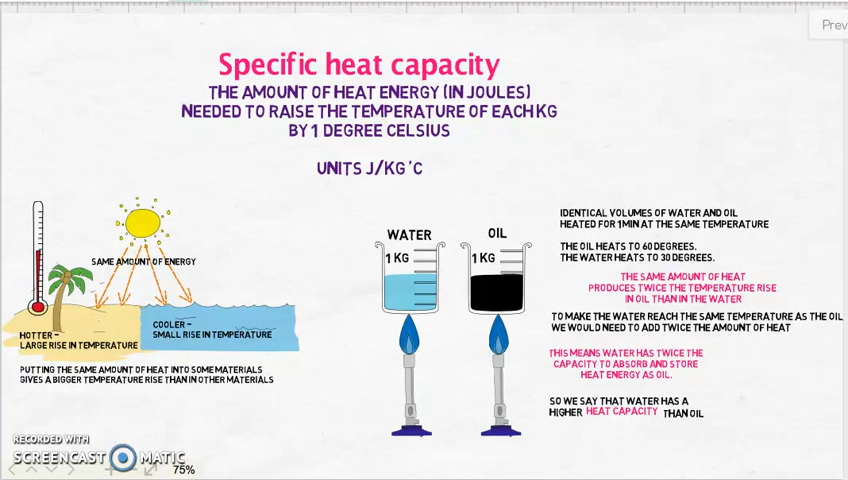 Prev
Specific heat capacity
THE AMOUNT OF HEAT ENERGY (IN JOULES)
NEEDED TO RAISE THE TEMPERATURE OF EACH KG
BY 1 DEGREE CELSIUS
UNITS J/KG°C
SAME AMOUNT OF ENERGY
HOTTER –
LARGE RISE IN TEMPERATURE
COOLER –
SMALL RISE IN TEMPERATURE
PUTTING THE SAME AMOUNT OF HEAT INTO SOME MATERIALS
GIVES A BIGGER TEMPERATURE RISE THAN IN OTHER MATERIALS
WATER
1 KG
OIL
1 KG
IDENTICAL VOLUMES OF WATER AND OIL
HEATED FOR 1MIN AT THE SAME TEMPERATURE
THE OIL HEATS TO 60 DEGREES.
THE WATER HEATS TO 30 DEGREES.
THE SAME AMOUNT OF HEAT
PRODUCES TWICE THE TEMPERATURE RISE
IN OIL THAN IN THE WATER
TO MAKE THE WATER REACH THE SAME TEMPERATURE AS THE OIL
WE WOULD NEED TO ADD TWICE THE AMOUNT OF HEAT
THIS MEANS WATER HAS TWICE THE
CAPACITY TO ABSORB AND STORE
HEAT ENERGY AS OIL.
SO WE SAY THAT WATER HAS A
HIGHER HEAT CAPACITY THAN OIL
RECORDED WITH
SCREENCAST MATIC
75%